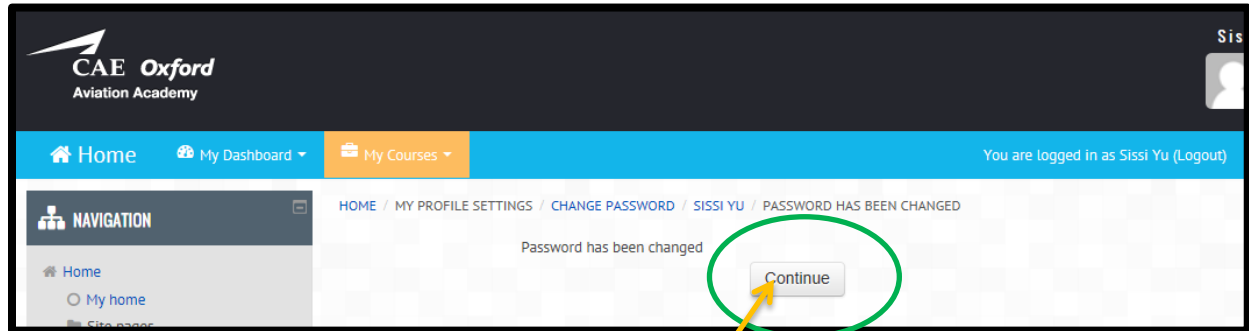 Sis
CAE Oxford
Aviation Academy
Home My Dashboard My Courses You are logged in as Sissi Yu (Logout)
NAVIGATION
HOME / MY PROFILE SETTINGS / CHANGE PASSWORD / SISSI YU / PASSWORD HAS BEEN CHANGED
Password has been changed
Continue
Home
My home
Site pages